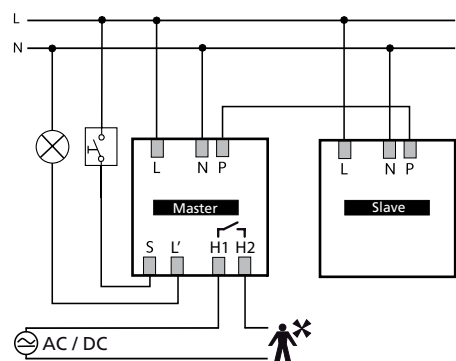 L
N
L N P
L N P
Master
Slave
S L' H1 H2
AC / DC